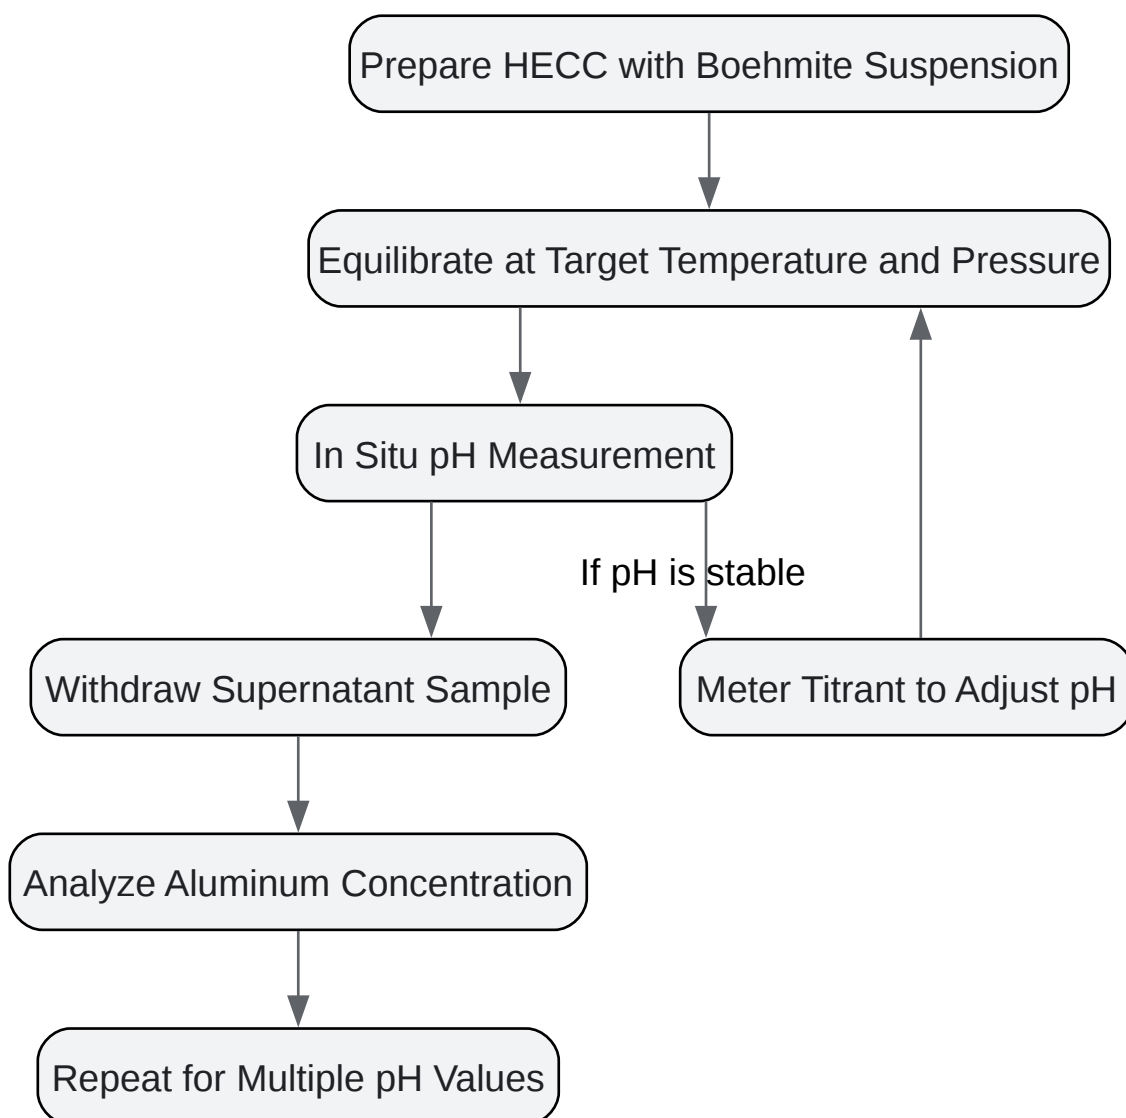 Prepare HECC with Boehmite Suspension
Equilibrate at Target Temperature and Pressure
In Situ pH Measurement
If pH is stable
Withdraw Supernatant Sample
Meter Titrant to Adjust pH
Analyze Aluminum Concentration
Repeat for Multiple pH Values